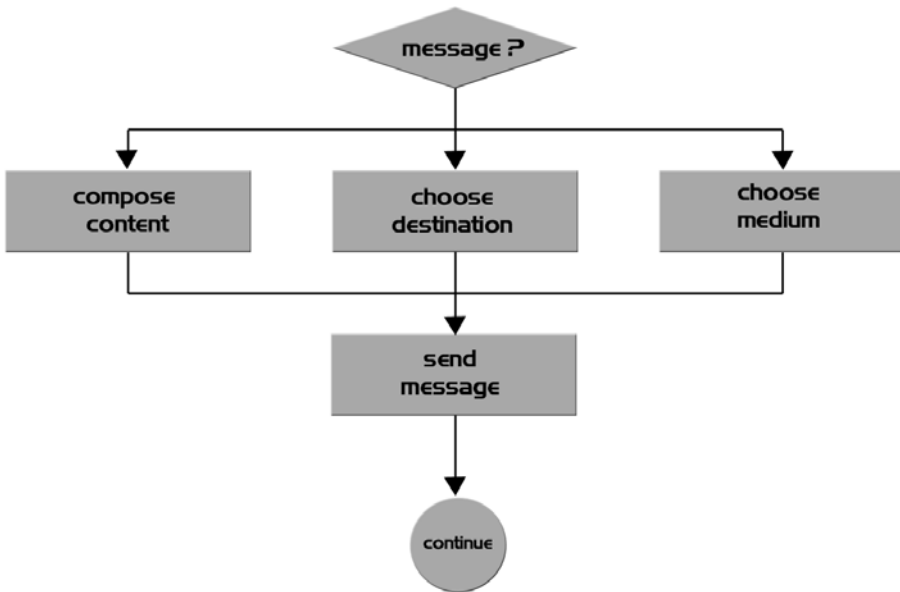 message?
compose
content
choose
destination
choose
medium
send
message
continue